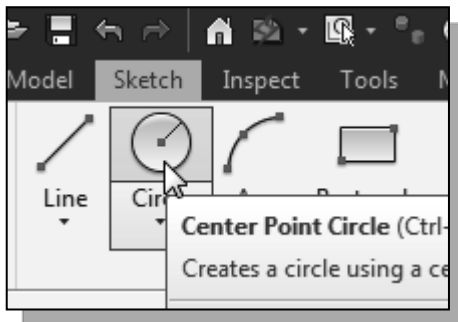 Model Sketch Inspect Tools
Line
Center Point Circle (Ctrl-
Creates a circle using a ce